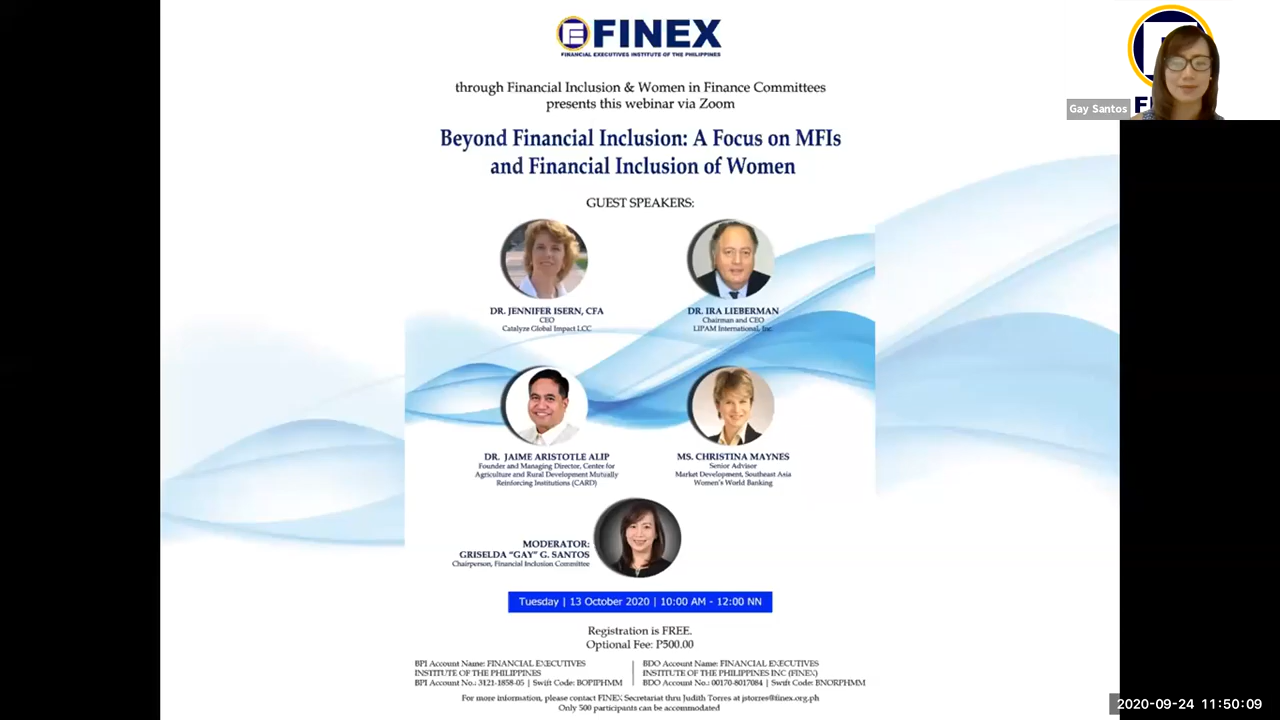 FINEX
FINANCIAL EXECUTIVES INSTITUTE OF THE PHILIPPINES
through Financial Inclusion & Women in Finance Committees
presents this webinar via Zoom
Beyond Financial Inclusion: A Focus on MFIs
and Financial Inclusion of Women
GUEST SPEAKERS:
DR. JENNIFER ISERN, CFA
CEO
Catalyze Global Impact LCC
DR. IRA LIEBERMAN
Chairman and CEO
LIPAM International, Inc.
DR. JAIME ARISTOTLE ALIP
Founder and Managing Director, Center for
Agriculture and Rural Development Mutually
Reinforcing Institutions (CARD)
MS. CHRISTINA MAYNES
Senior Advisor
Market Development, Southeast Asia
Women's World Banking
MODERATOR:
GRISELDA "GAY" G. SANTOS
Chairperson, Financial Inclusion Committee
Tuesday | 13 October 2020 | 10:00 AM - 12:00 NN
Registration is FREE.
Optional Fee: P500.00
BPI Account Name: FINANCIAL EXECUTIVES
INSTITUTE OF THE PHILIPPINES
BPI Account No.: 3121-1858-05 | Swift Code: BOPIPHMM
BDO Account Name: FINANCIAL EXECUTIVES
INSTITUTE OF THE PHILIPPINES INC (FINEX)
BDO Account No.: 00170-8017084 | Swift Code: BNORPHMM
For more information, please contact FINEX Secretariat thru Judith Torres at jstorres@finex.org.ph
Only 500 participants can be accommodated
Gay Santos
2020-09-24 11:50:09